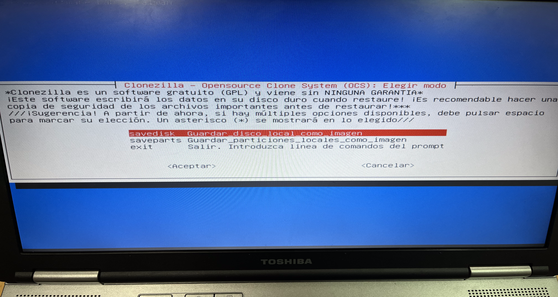 Clonezilla - Opensource Clone System (OCS): Elegir modo
*Clonezilla es un software gratuito (GPL) y viene sin NINGUNA GARANTIA*
¡Este software escribirá los datos en su disco duro cuando restaure! ¡Es recomendable hacer una
copia de seguridad de los archivos importantes antes de restaurar!***
///¡Sugerencia! A partir de ahora, si hay múltiples opciones disponibles, debe pulsar espacio
para marcar su elección. Un asterisco (*) se mostrará en lo elegido///
savedisk Guardar_disco_local_como_imagen
saveparts Guardar_particiones_locales_como_imagen
exit Salir. Introduzca línea de comandos del prompt
<Aceptar> <Cancelar>
TOSHIBA